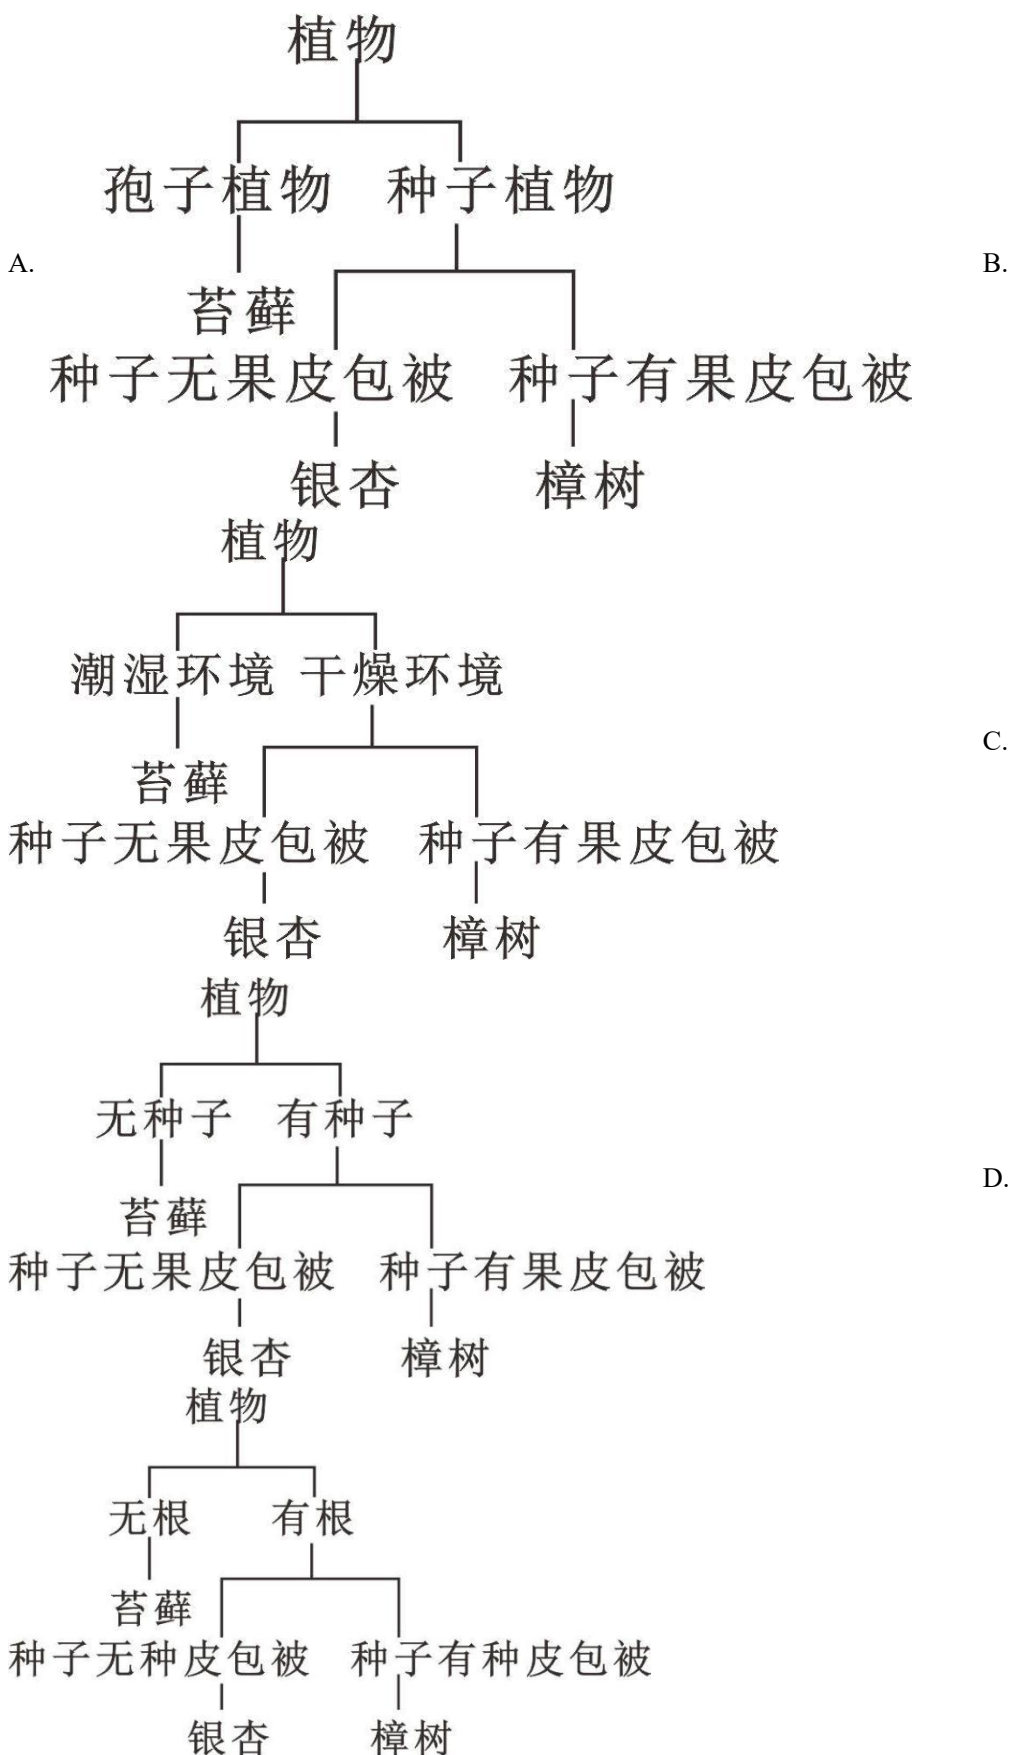 植物
孢子植物 种子植物
A. B.
苔藓
种子无果皮包被 种子有果皮包被
银杏 樟树
植物
潮湿环境 干燥环境
C.
苔藓
种子无果皮包被 种子有果皮包被
银杏 樟树
植物
无种子 有种子
D.
苔藓
种子无果皮包被 种子有果皮包被
银杏 樟树
植物
无根 有根
苔藓
种子无种皮包被 种子有种皮包被
银杏 樟树